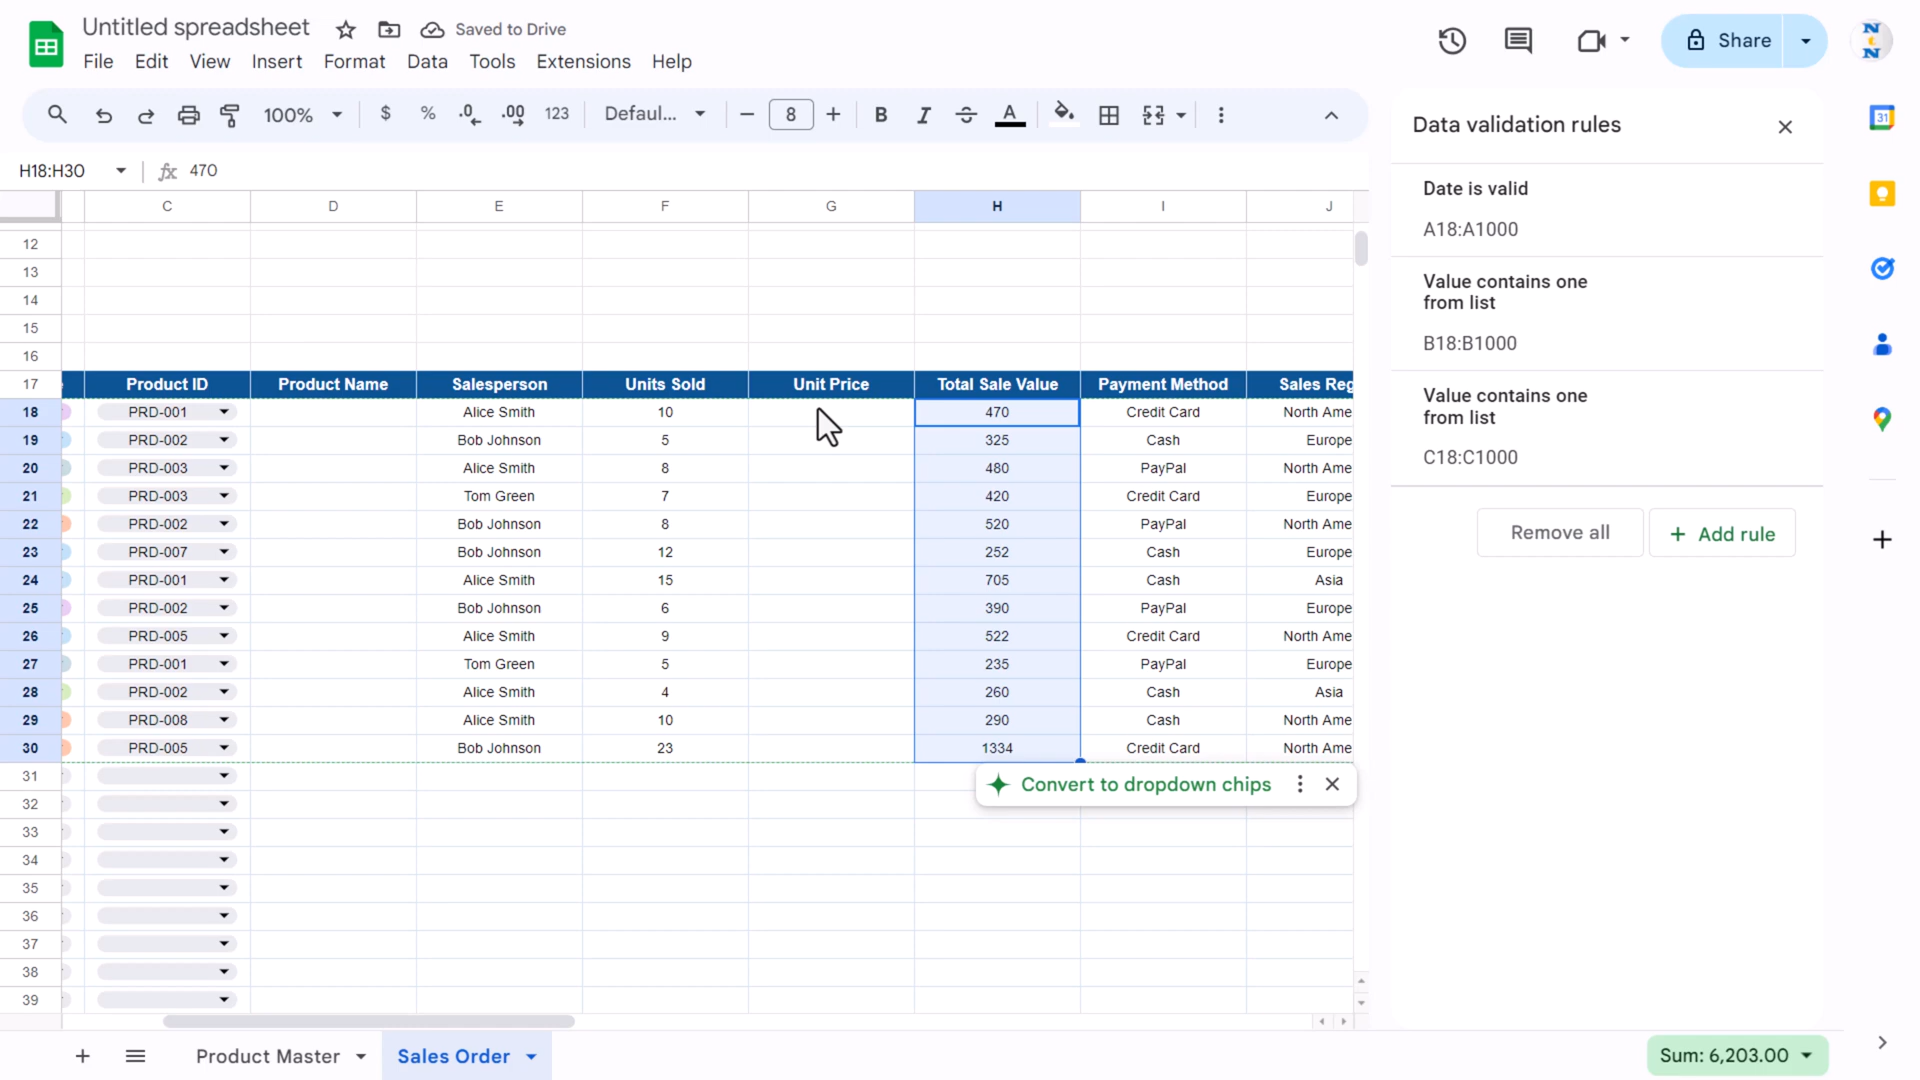 Untitled spreadsheet
Saved to Drive
File Edit View Insert Format Data Tools Extensions Help
Share
100% $ % .0 .00 123 Defaul... 8 B I A
H18:H30 fx 470
C D E F G H I J
12
13
14
15
16
17 Product ID Product Name Salesperson Units Sold Unit Price Total Sale Value Payment Method Sales Reg
18 PRD-001 Alice Smith 10 470 Credit Card North Ame
19 PRD-002 Bob Johnson 5 325 Cash Europe
20 PRD-003 Alice Smith 8 480 PayPal North Ame
21 PRD-003 Tom Green 7 420 Credit Card Europe
22 PRD-002 Bob Johnson 8 520 PayPal North Ame
23 PRD-007 Bob Johnson 12 252 Cash Europe
24 PRD-001 Alice Smith 15 705 Cash Asia
25 PRD-002 Bob Johnson 6 390 PayPal Europe
26 PRD-005 Alice Smith 9 522 Credit Card North Ame
27 PRD-001 Tom Green 5 235 PayPal Europe
28 PRD-002 Alice Smith 4 260 Cash Asia
29 PRD-008 Alice Smith 10 290 Cash North Ame
30 PRD-005 Bob Johnson 23 1334 Credit Card North Ame
31
Convert to dropdown chips
32
33
34
35
36
37
38
39
Product Master
Sales Order
Sum: 6,203.00
Data validation rules
Date is valid
A18:A1000
Value contains one
from list
B18:B1000
Value contains one
from list
C18:C1000
Remove all
+ Add rule
N
N
31